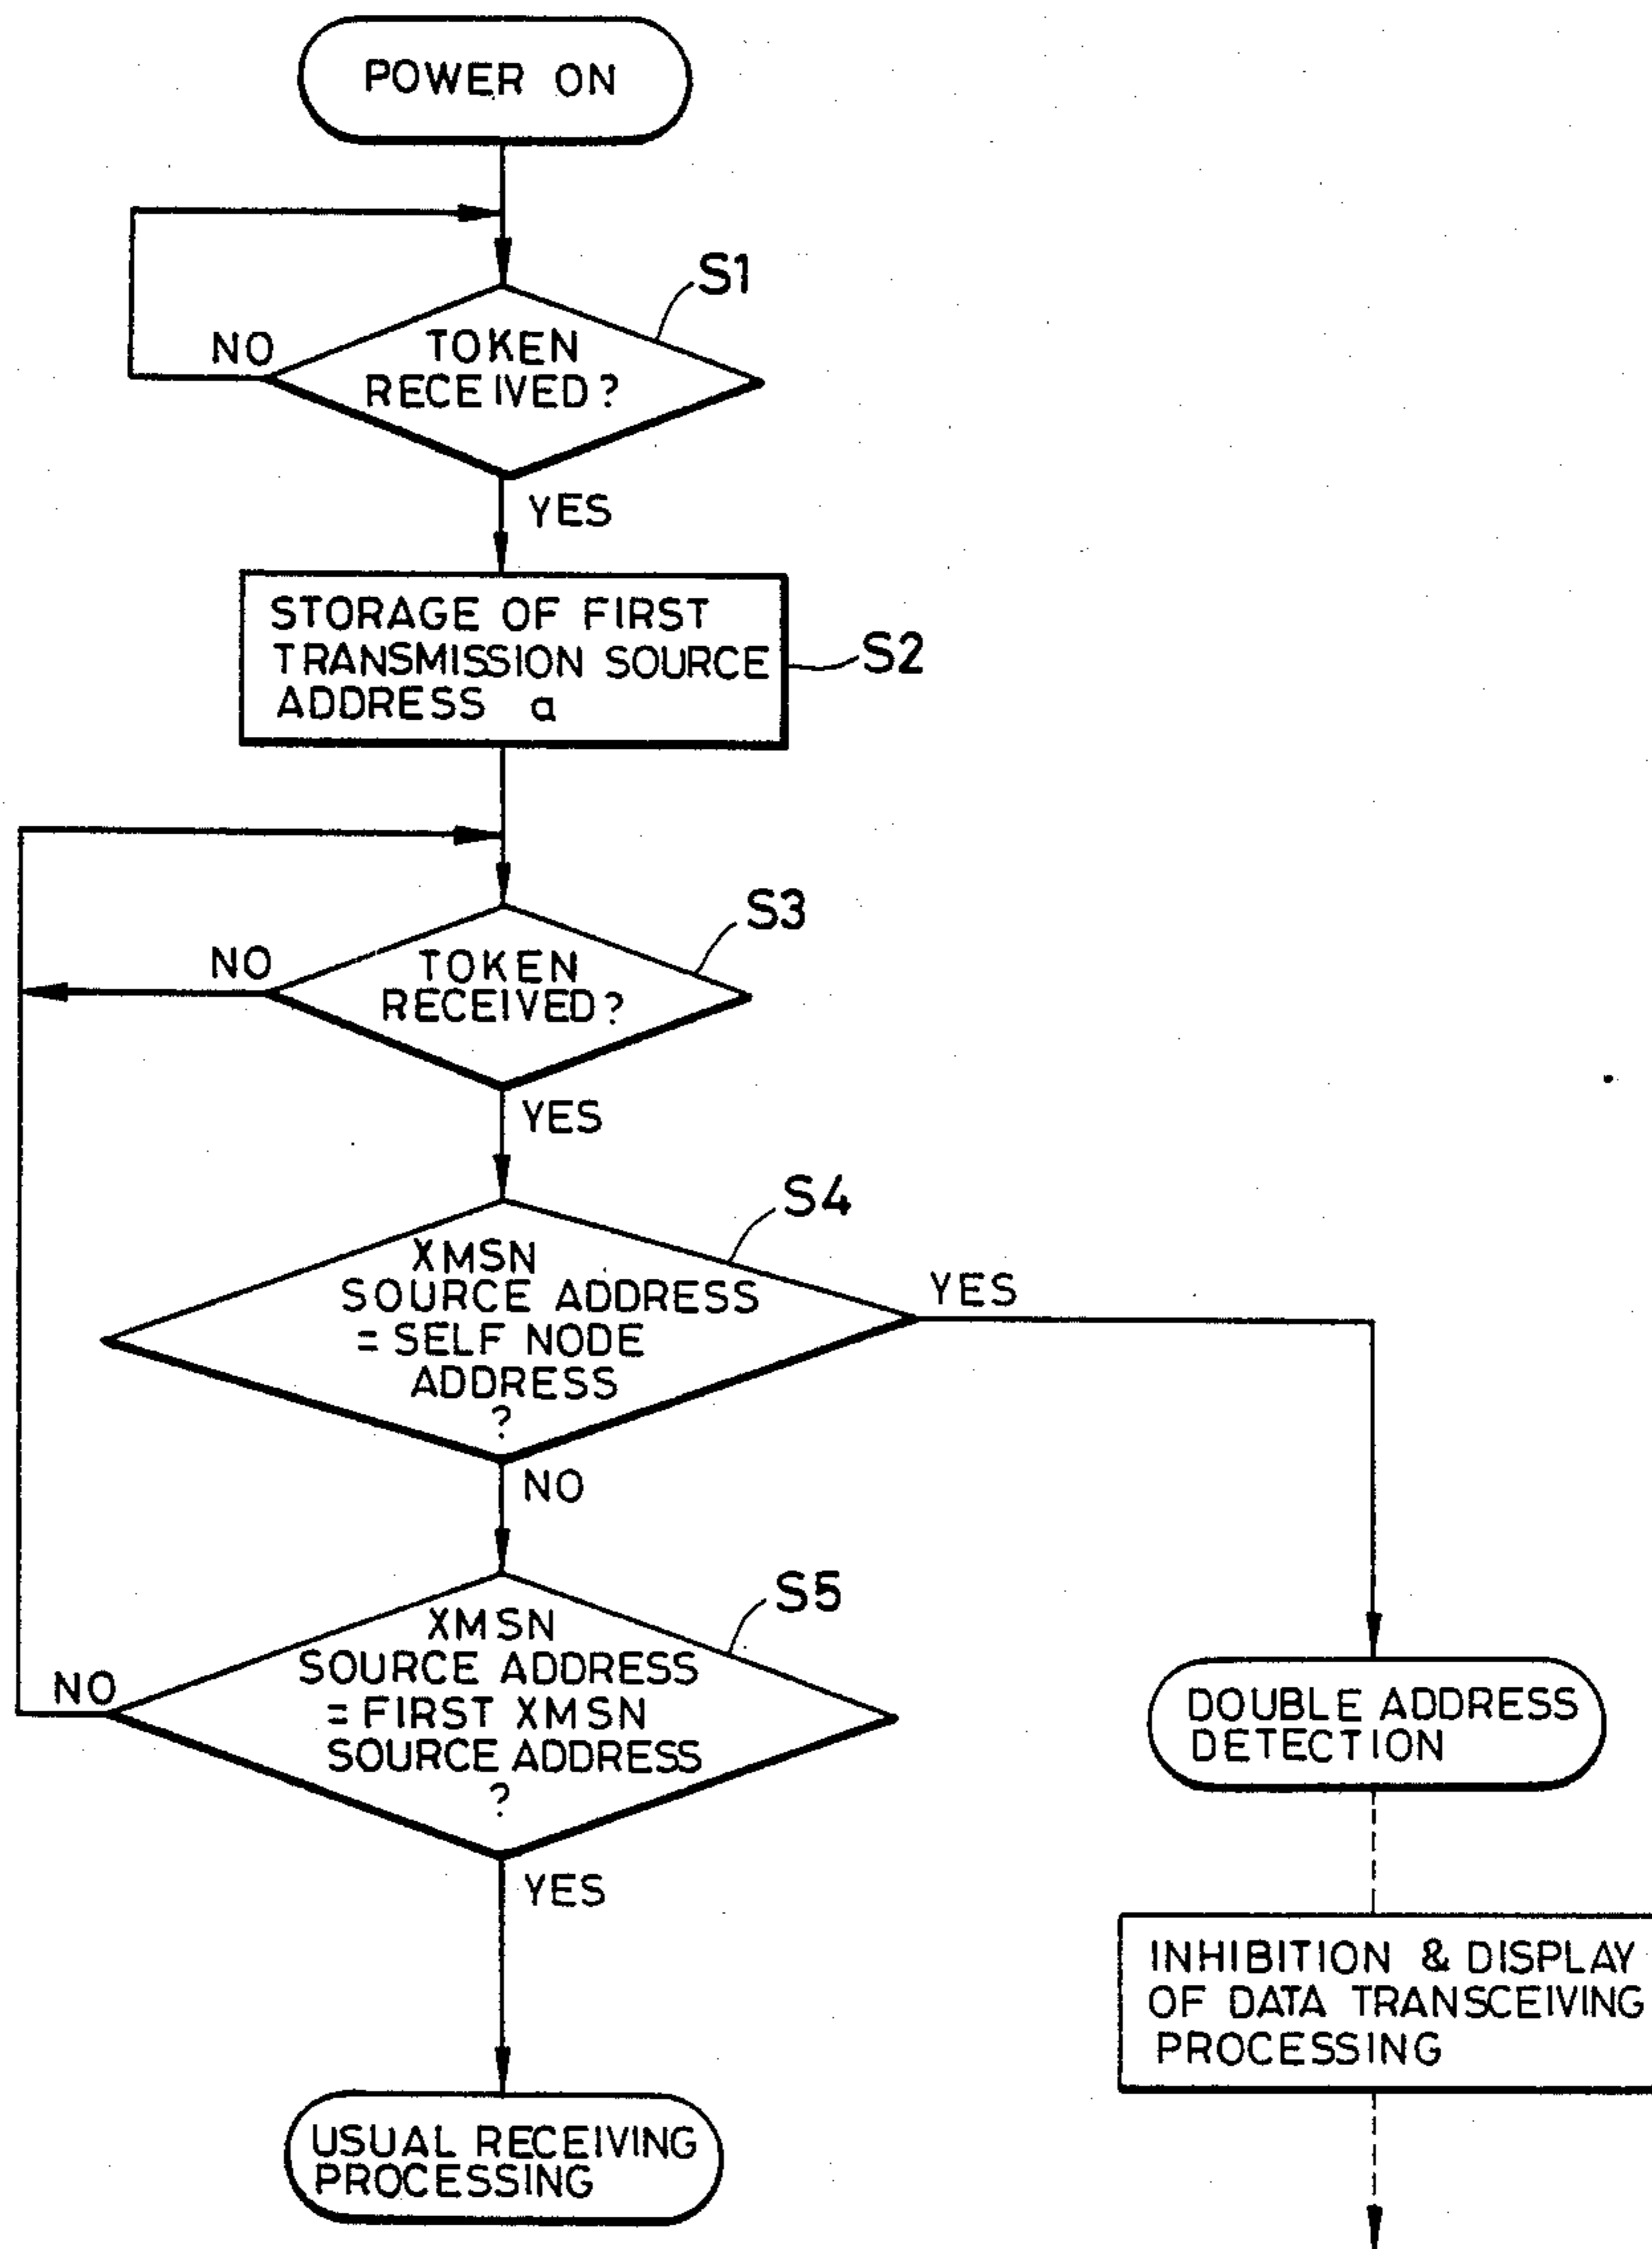 POWER ON
S1
NO
TOKEN
RECEIVED?
YES
STORAGE OF FIRST
TRANSMISSION SOURCE
ADDRESS a
S2
S3
NO
TOKEN
RECEIVED?
YES
S4
XMSN
SOURCE ADDRESS
= SELF NODE
ADDRESS
?
YES
NO
S5
XMSN
SOURCE ADDRESS
= FIRST XMSN
SOURCE ADDRESS
?
NO
YES
DOUBLE ADDRESS
DETECTION
INHIBITION & DISPLAY
OF DATA TRANSCEIVING
PROCESSING
USUAL RECEIVING
PROCESSING